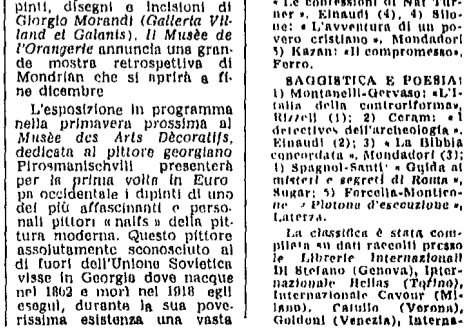 pinti, disegni e incisioni di
Giorgio Morandi (Galleria Vil-
land et Galanis). Il Musèe de
l'Orangerie annuncia una gran-
de mostra retrospettiva di
Mondrian che si aprirà a fi-
ne dicembre
L'esposizione in programma
nella primavera prossima al
Musèe des Arts Dècoratifs,
dedicata al pittore georgiano
Pirosmanischvili presenterà
per la prima volta in Euro
pa occidentale i dipinti di uno
dei più affascinanti e perso-
nali pittori «naïfs» della pit-
tura moderna. Questo pittore
assolutamente sconosciuto al
di fuori dell'Unione Sovietica
visse in Georgia dove nacque
nel 1862 e morì nel 1918 egli
eseguì, durante la sua pove-
rissima esistenza una vasta
« Le confessioni di Nat Tur-
ner », Einaudi (4), 4) Silo-
ne: « L'avventura di un po-
vero cristiano », Mondadori
5) Kazan: «Il compromesso»,
Ferro.
SAGGISTICA E POESIA:
1) Montanelli-Gervaso: «L'I-
talia della controriforma»,
Rizzoli (1); 2) Ceram: «I
detectives dell'archeologia »,
Einaudi (2); 3) « La Bibbia
concordata », Mondadori (3);
4) Spagnol-Santi: « Guida ai
misteri e segreti di Roma »,
Sugar; 5) Forcella-Monticro-
ne « Plotone d'esecuzione »,
Laterza.
La classifica è stata com-
pilata su dati raccolti presso
le Librerie Internazionali
Di Stefano (Genova), Inter-
nazionale Hellas (Torino),
Internazionale Cavour (Mi-
lano), Catullo (Verona),
Goldoni (Venezia), Interna-